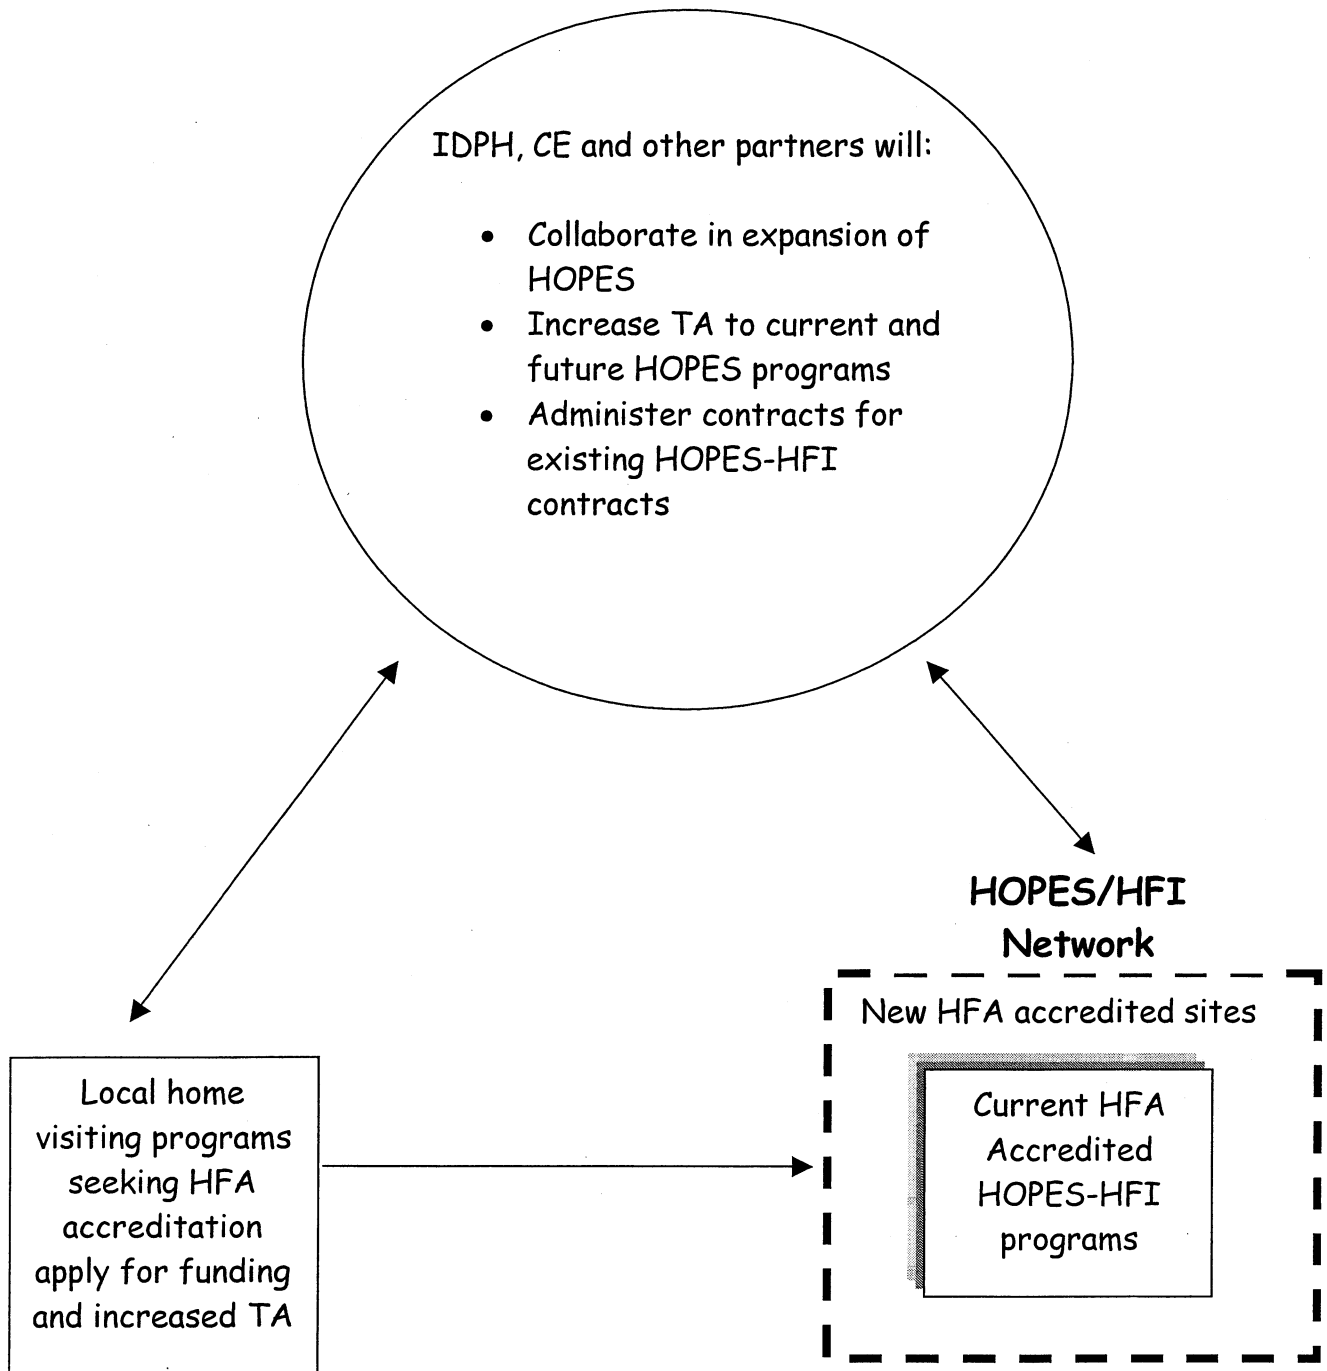 IDPH, CE and other partners will:
• Collaborate in expansion of
HOPES
• Increase TA to current and
future HOPES programs
• Administer contracts for
existing HOPES-HFI
contracts
HOPES/HFI
Network
New HFA accredited sites
Current HFA
Accredited
HOPES-HFI
programs
Local home
visiting programs
seeking HFA
accreditation
apply for funding
and increased TA